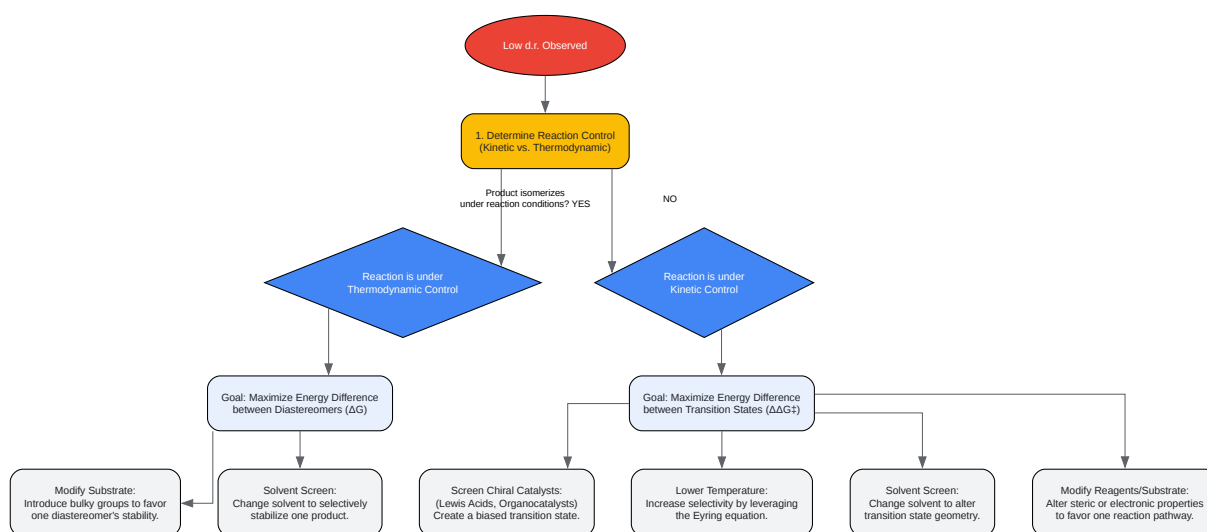 Low d.r. Observed
1. Determine Reaction Control
(Kinetic vs. Thermodynamic)
Product isomerizes
under reaction conditions? YES
NO
Reaction is under
Thermodynamic Control
Reaction is under
Kinetic Control
Goal: Maximize Energy Difference
between Diastereomers (ΔG)
Goal: Maximize Energy Difference
between Transition States (ΔΔG‡)
Modify Substrate:
Introduce bulky groups to favor
one diastereomer's stability.
Solvent Screen:
Change solvent to selectively
stabilize one product.
Screen Chiral Catalysts:
(Lewis Acids, Organocatalysts)
Create a biased transition state.
Lower Temperature:
Increase selectivity by leveraging
the Eyring equation.
Solvent Screen:
Change solvent to alter
transition state geometry.
Modify Reagents/Substrate:
Alter steric or electronic properties
to favor one reaction pathway.